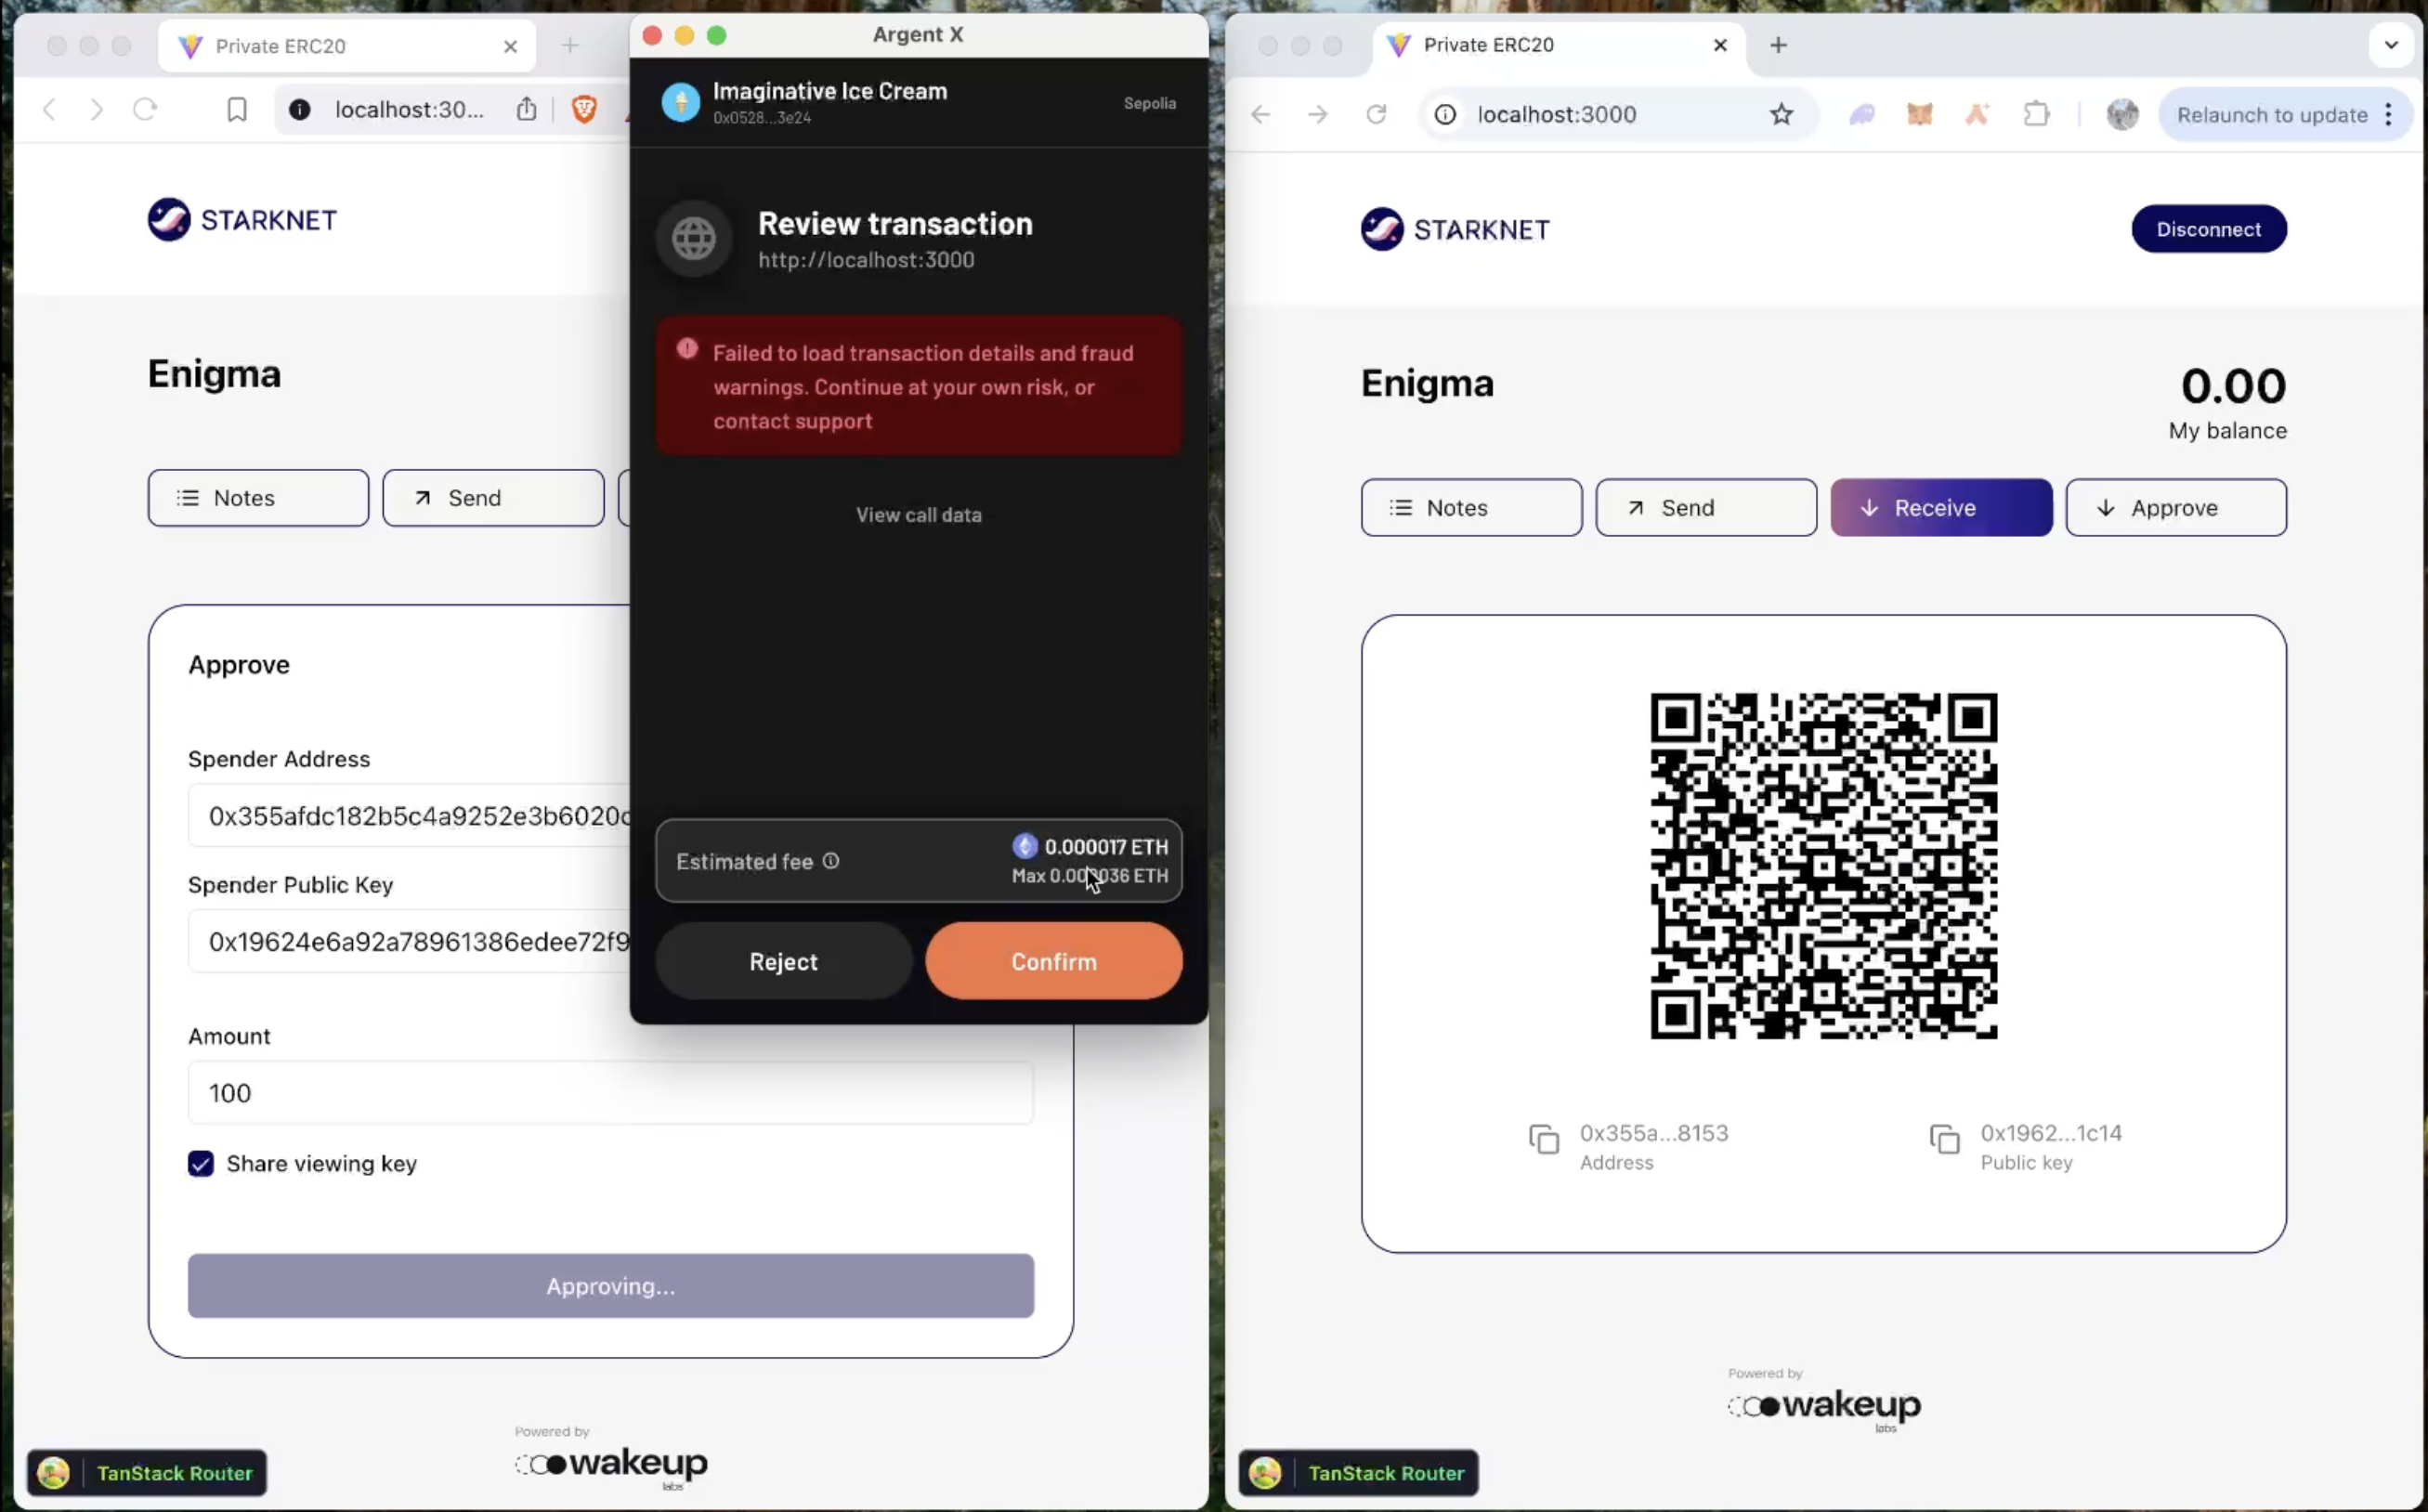 Private ERC20
localhost:30...
STARKNET
Enigma
Notes
Send
Approve
Spender Address
0x355afdc182b5c4a9252e3b6020
Spender Public Key
0x19624e6a92a78961386edee72f9
Amount
100
Share viewing key
Approving...
Powered by
wakeup
labs
TanStack Router
Argent X
Imaginative Ice Cream
0x0528...3e24
Sepolia
Review transaction
http://localhost:3000
Failed to load transaction details and fraud
warnings. Continue at your own risk, or
contact support
View call data
Estimated fee
0.000017 ETH
Max 0.000036 ETH
Reject
Confirm
Private ERC20
localhost:3000
Relaunch to update
STARKNET
Disconnect
Enigma
0.00
My balance
Notes
Send
Receive
Approve
0x355a...8153
Address
0x1962...1c14
Public key
Powered by
wakeup
labs
TanStack Router